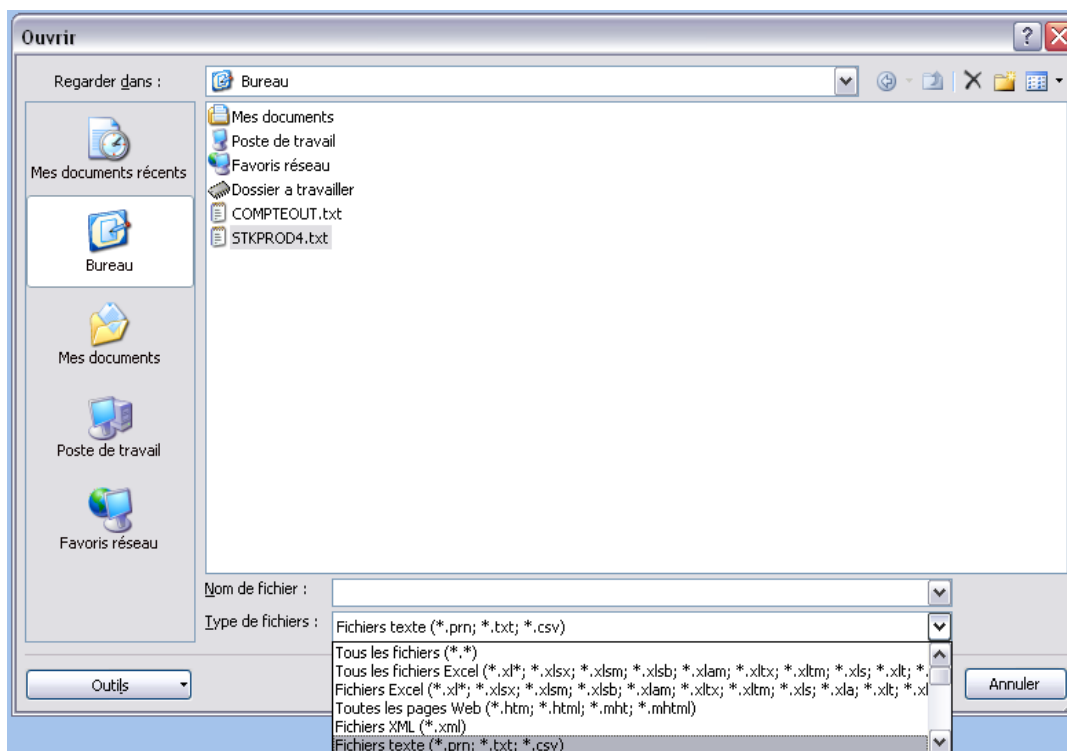 Ouvrir
Regarder dans :
Bureau
Mes documents récents
Bureau
Mes documents
Poste de travail
Favoris réseau
Mes documents
Poste de travail
Favoris réseau
Dossier a travailler
COMPTEOUT.txt
STKPROD4.txt
Nom de fichier :
Type de fichiers :
Fichiers texte (*.prn; *.txt; *.csv)
Tous les fichiers (*.*)
Tous les fichiers Excel (*.xl*; *.xlsx; *.xlsm; *.xlsb; *.xlam; *.xltx; *.xltm; *.xls; *.xlt; *.
Fichiers Excel (*.xl*; *.xlsx; *.xlsm; *.xlsb; *.xlam; *.xltx; *.xltm; *.xls; *.xla; *.xlt; *.xl
Toutes les pages Web (*.htm; *.html; *.mht; *.mhtml)
Fichiers XML (*.xml)
Fichiers texte (*.prn; *.txt; *.csv)
Outils
Annuler